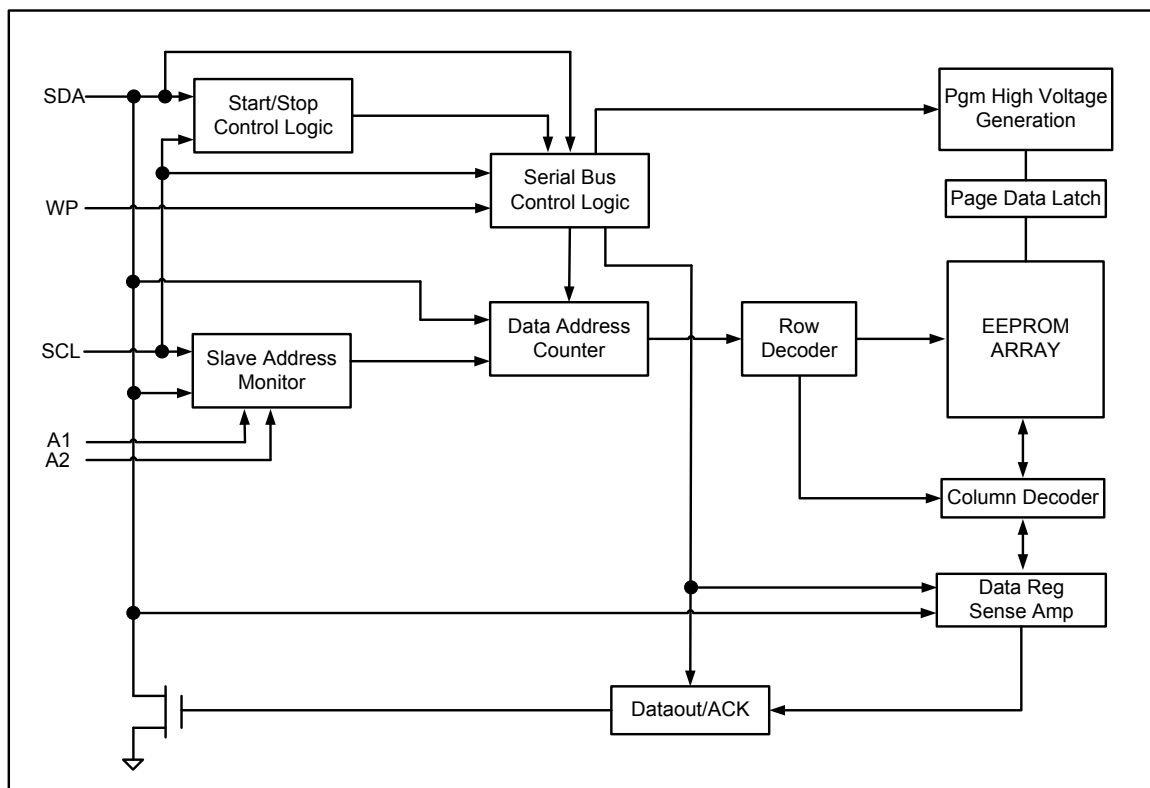 SDA
Start/Stop
Control Logic
Pgm High Voltage
Generation
Serial Bus
Control Logic
WP
Page Data Latch
Data Address
Counter
Row
Decoder
EEPROM
ARRAY
SCL
Slave Address
Monitor
A1
A2
Column Decoder
Data Reg
Sense Amp
Dataout/ACK